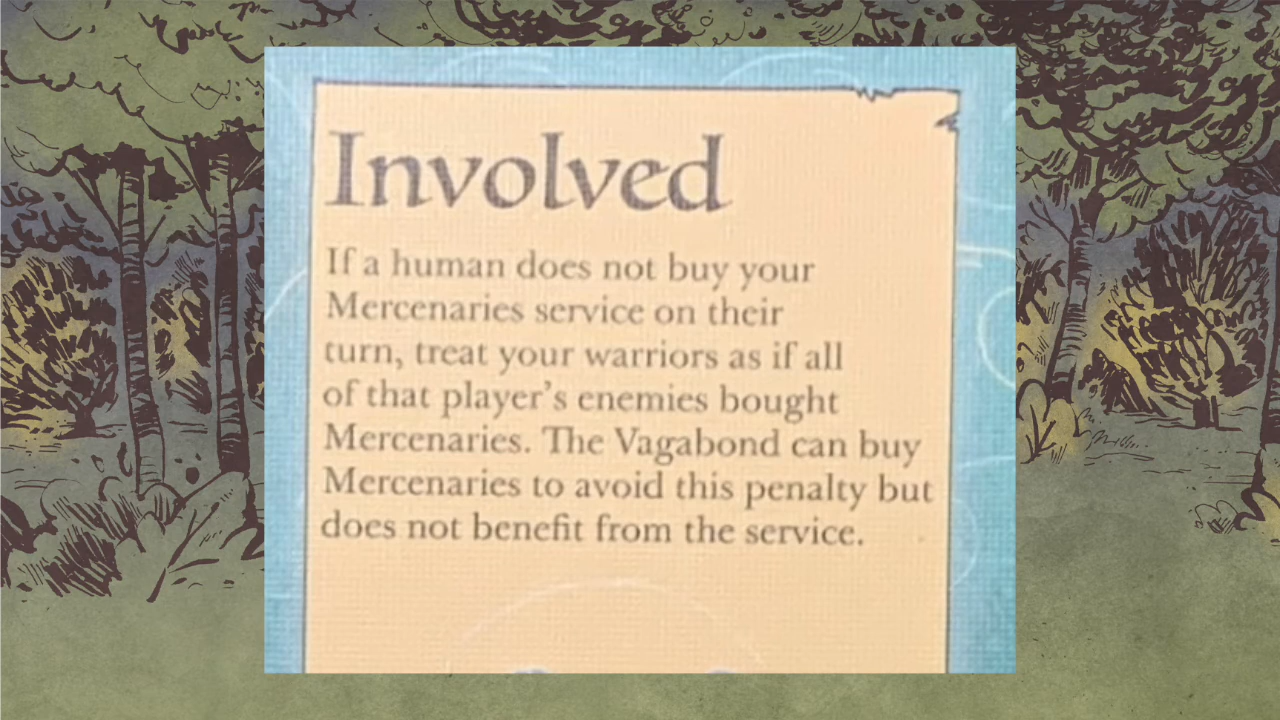 Involved
If a human does not buy your
Mercenaries service on their
turn, treat your warriors as if all
of that player's enemies bought
Mercenaries. The Vagabond can buy
Mercenaries to avoid this penalty but
does not benefit from the service.